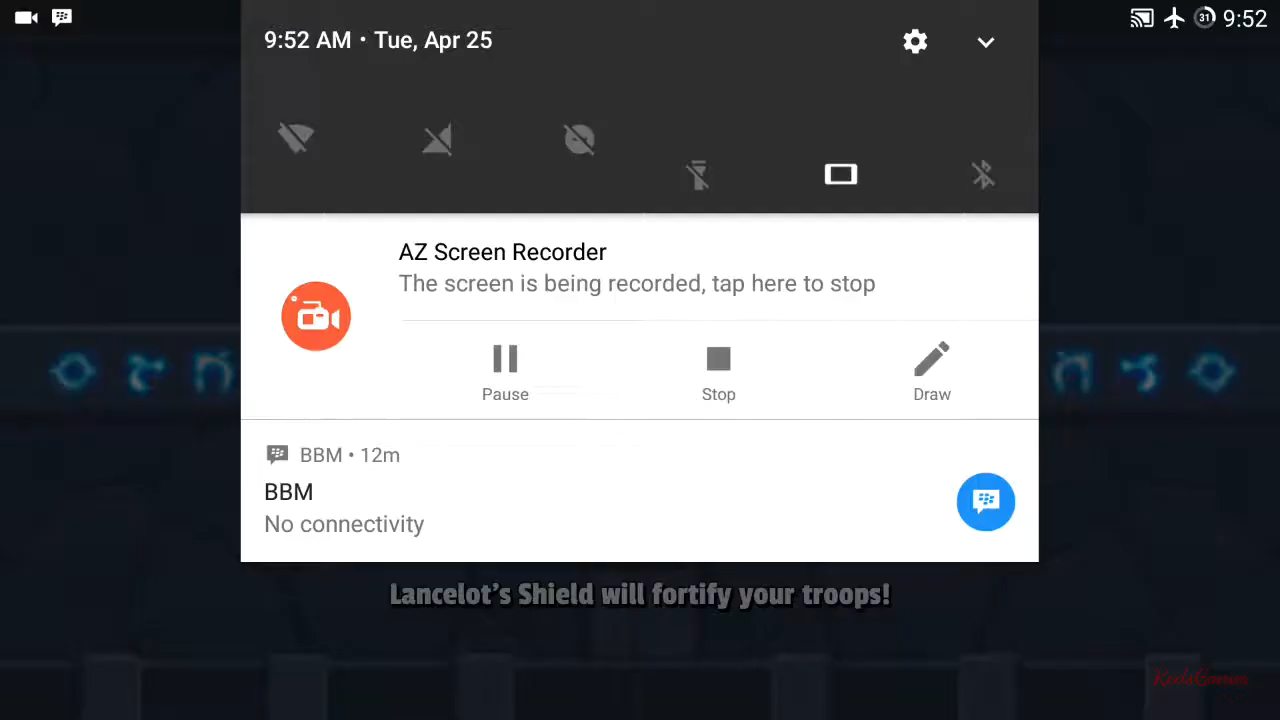 31 9:52
9:52 AM • Tue, Apr 25
AZ Screen Recorder
The screen is being recorded, tap here to stop
Pause Stop Draw
BBM • 12m
BBM
No connectivity
Lancelot's Shield will fortify your troops!